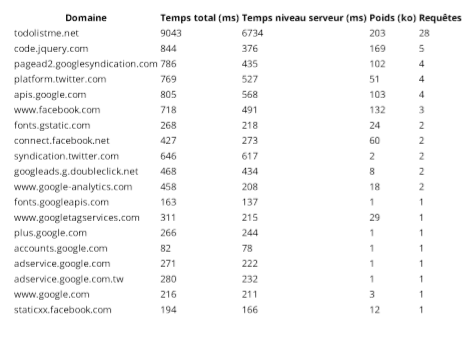 Domaine Temps total (ms) Temps niveau serveur (ms) Poids (ko) Requêtes
todolistme.net 9043 6734 203 28
code.jquery.com 844 376 169 5
pagead2.googlesyndication.com 786 435 102 4
platform.twitter.com 769 527 51 4
apis.google.com 805 568 103 4
www.facebook.com 718 491 132 3
fonts.gstatic.com 268 218 24 2
connect.facebook.net 427 273 60 2
syndication.twitter.com 646 617 2 2
googleads.g.doubleclick.net 468 434 8 2
www.google-analytics.com 458 208 18 2
fonts.googleapis.com 163 137 1 1
www.googletagservices.com 311 215 29 1
plus.google.com 266 244 1 1
accounts.google.com 82 78 1 1
adservice.google.com 271 222 1 1
adservice.google.com.tw 280 232 1 1
www.google.com 216 211 3 1
staticxx.facebook.com 194 166 12 1